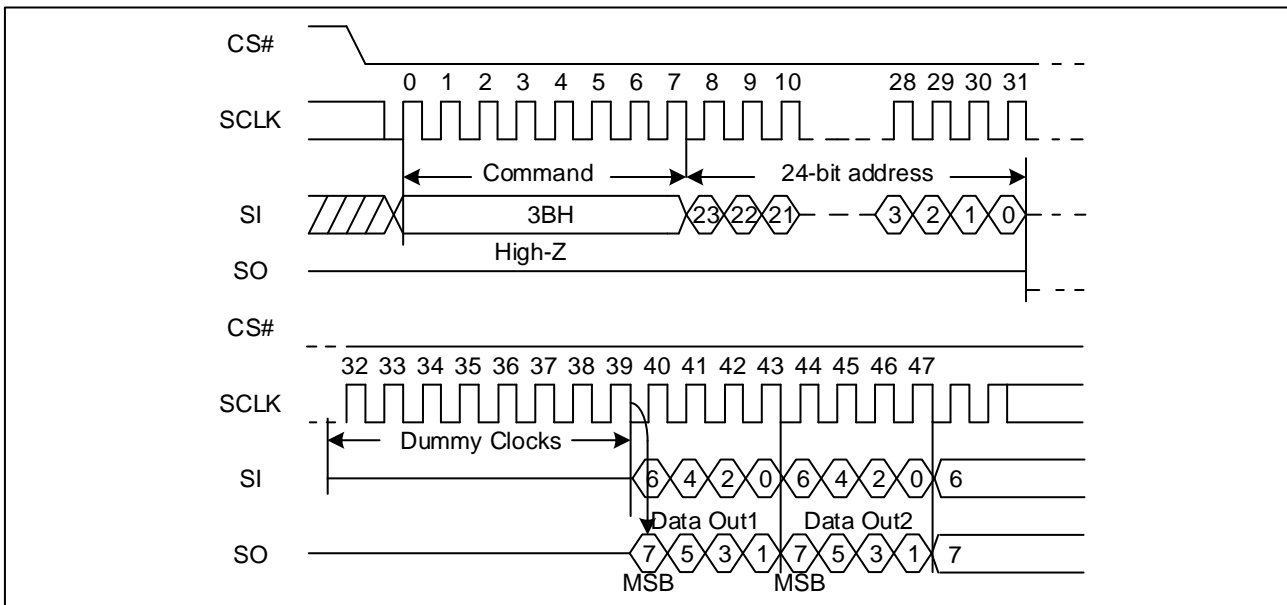 CS#
0 1 2 3 4 5 6 7 8 9 10 28 29 30 31
SCLK
Command 24-bit address
SI 3BH 23 22 21 3 2 1 0
High-Z
SO
CS#
32 33 34 35 36 37 38 39 40 41 42 43 44 45 46 47
SCLK
Dummy Clocks
SI 6 4 2 0 6 4 2 0 6
Data Out1 Data Out2
SO 7 5 3 1 7 5 3 1 7
MSB MSB